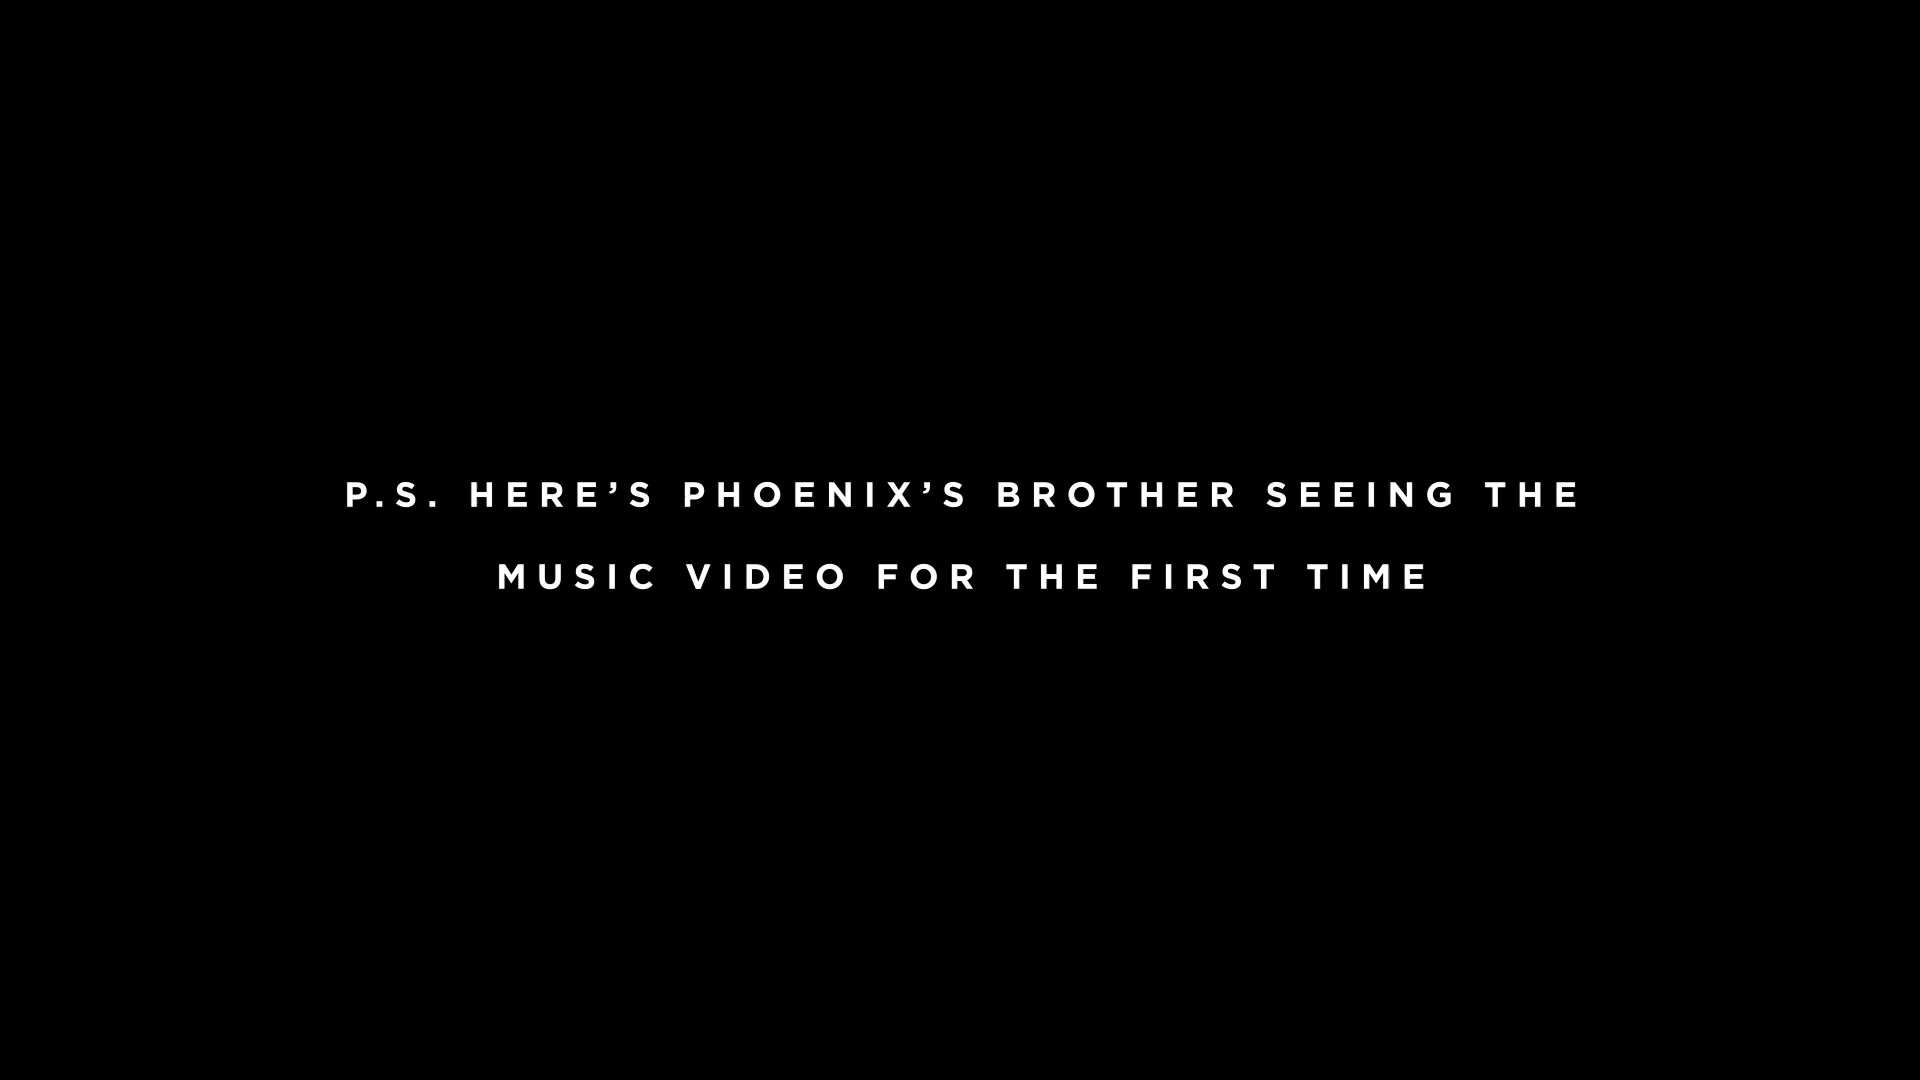 P.S. HERE’S PHOENIX’S BROTHER SEEING THE
MUSIC VIDEO FOR THE FIRST TIME